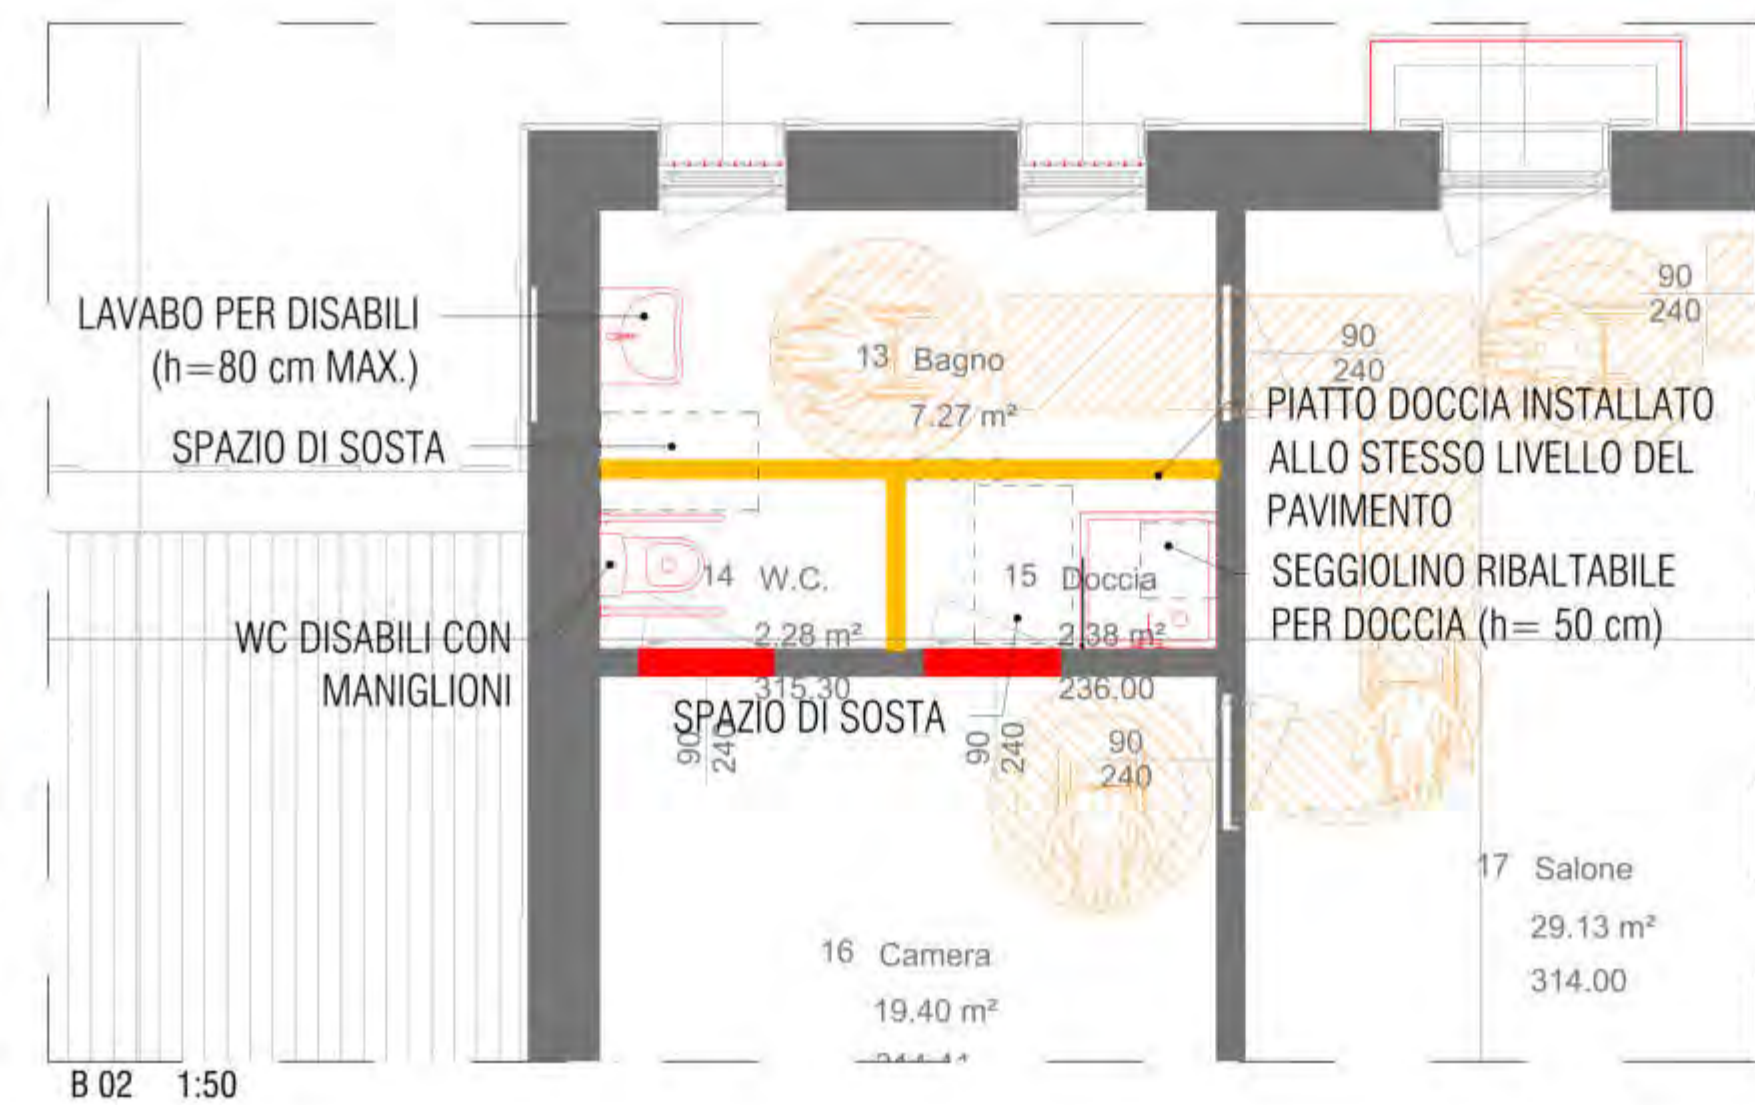 LAVABO PER DISABILI
(h=80 cm MAX.)
SPAZIO DI SOSTA
WC DISABILI CON
MANIGLIONI
13 Bagno
7.27 m²
90
240
90
240
PIATTO DOCCIA INSTALLATO
ALLO STESSO LIVELLO DEL
PAVIMENTO
SEGGIOLINO RIBALTABILE
PER DOCCIA (h= 50 cm)
14 W.C.
2.28 m²
315.30
15 Doccia
2.38 m²
236.00
SPAZIO DI SOSTA
90
240
90
240
90
240
16 Camera
19.40 m²
17 Salone
29.13 m²
314.00
B 02 1:50